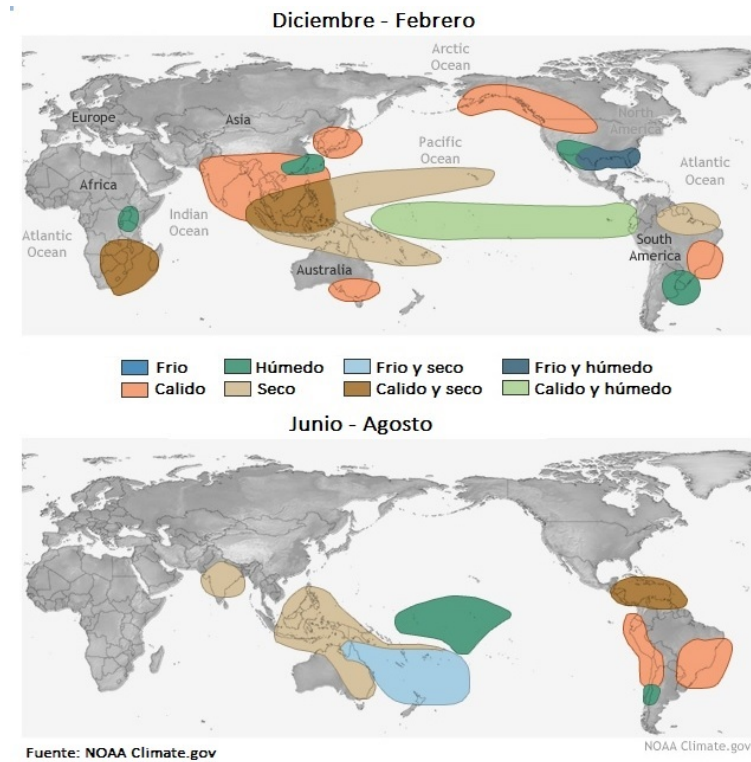 Diciembre - Febrero
Arctic
Ocean
Europe
Asia
North
America
Pacific
Ocean
Atlantic
Ocean
Africa
Indian
Ocean
Atlantic
Ocean
South
America
Australia
Frio
Húmedo
Frio y seco
Frio y húmedo
Calido
Seco
Calido y seco
Calido y húmedo
Junio - Agosto
Fuente: NOAA Climate.gov
NOAA Climate.gov